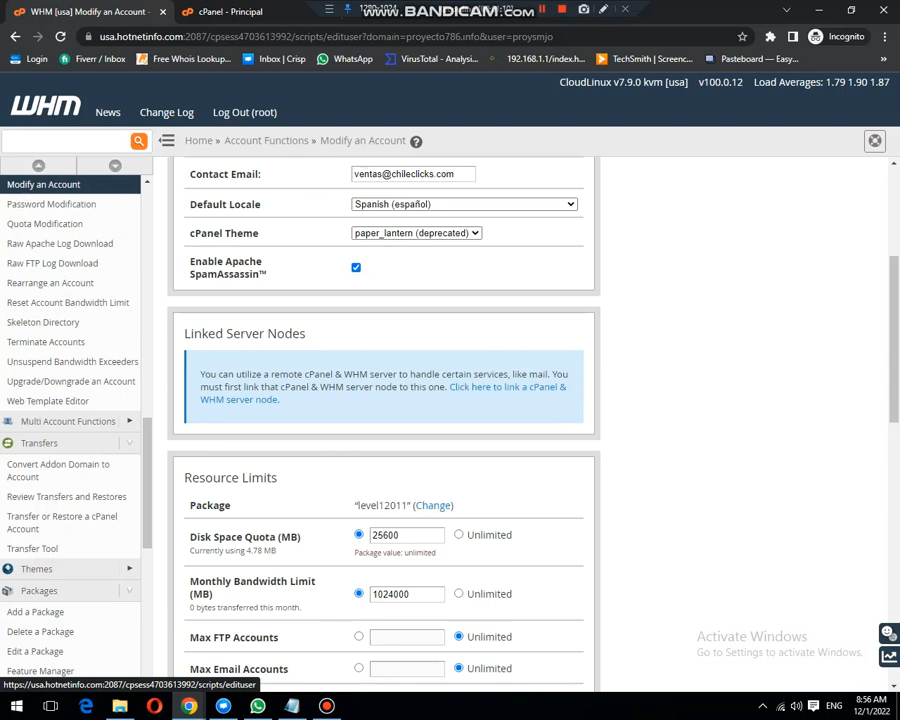 WHM [usa] Modify an Account -
cPanel - Principal
WWW.BANDICAM.COM
usa.hotnetinfo.com:2087/cpsess4703613992/scripts/edituser?domain=proyecto786.info&user=proysmjo
Incognito
Login
Fiverr / Inbox
Free Whois Lookup...
Inbox | Crisp
WhatsApp
VirusTotal - Analysi...
192.168.1.1/index.h...
TechSmith | Screenc...
Pasteboard — Easy...
CloudLinux v7.9.0 kvm [usa] v100.0.12 Load Averages: 1.79 1.90 1.87
WHM
News
Change Log
Log Out (root)
Home » Account Functions » Modify an Account
Modify an Account
Password Modification
Quota Modification
Raw Apache Log Download
Raw FTP Log Download
Rearrange an Account
Reset Account Bandwidth Limit
Skeleton Directory
Terminate Accounts
Unsuspend Bandwidth Exceeders
Upgrade/Downgrade an Account
Web Template Editor
Multi Account Functions
Transfers
Convert Addon Domain to
Account
Review Transfers and Restores
Transfer or Restore a cPanel
Account
Transfer Tool
Themes
Packages
Add a Package
Delete a Package
Edit a Package
Feature Manager
Contact Email: ventas@chileclicks.com
Default Locale Spanish (español)
cPanel Theme paper_lantern (deprecated)
Enable Apache
SpamAssassin™
Linked Server Nodes
You can utilize a remote cPanel & WHM server to handle certain services, like mail. You
must first link that cPanel & WHM server node to this one. Click here to link a cPanel &
WHM server node.
Resource Limits
Package "level12011" (Change)
Disk Space Quota (MB) 25600 Unlimited
Currently using 4.78 MB Package value: unlimited
Monthly Bandwidth Limit
(MB) 1024000 Unlimited
0 bytes transferred this month.
Max FTP Accounts Unlimited
Max Email Accounts Unlimited
Activate Windows
Go to Settings to activate Windows.
https://usa.hotnetinfo.com:2087/cpsess4703613992/scripts/edituser
ENG
8:56 AM
12/1/2022